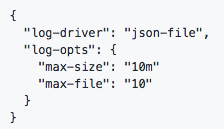 {
  "log-driver": "json-file",
  "log-opts": {
    "max-size": "10m"
    "max-file": "10"
  }
}